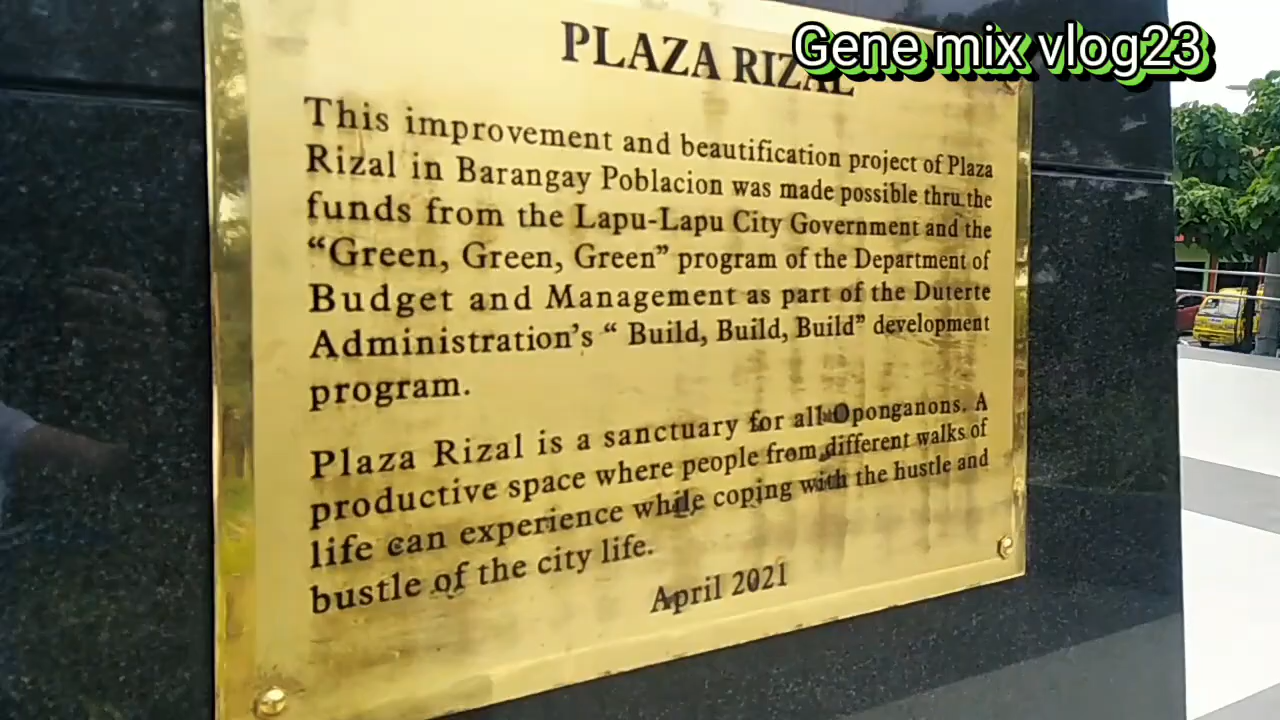 Gene mix vlog23
PLAZA RIZAL
This improvement and beautification project of Plaza
Rizal in Barangay Poblacion was made possible thru the
funds from the Lapu-Lapu City Government and the
“Green, Green, Green” program of the Department of
Budget and Management as part of the Duterte
Administration’s “ Build, Build, Build” development
program.
Plaza Rizal is a sanctuary for all Oponganons. A
productive space where people from different walks of
life can experience while coping with the hustle and
bustle of the city life.
April 2021